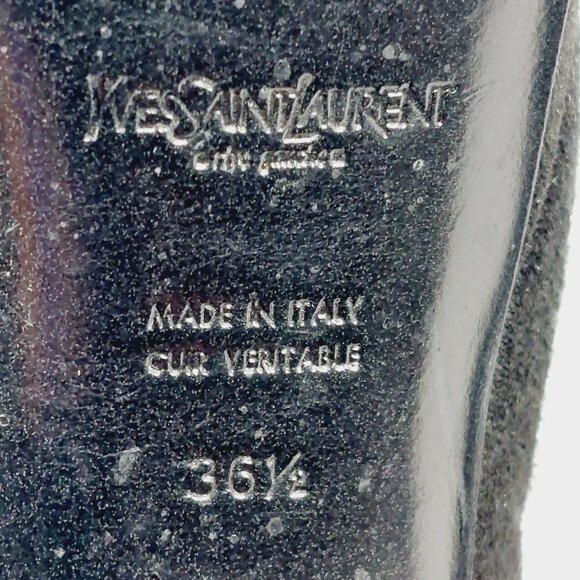 YVESSAINTLAURENT
rive gauche
MADE IN ITALY
CUIR VERITABLE
36½